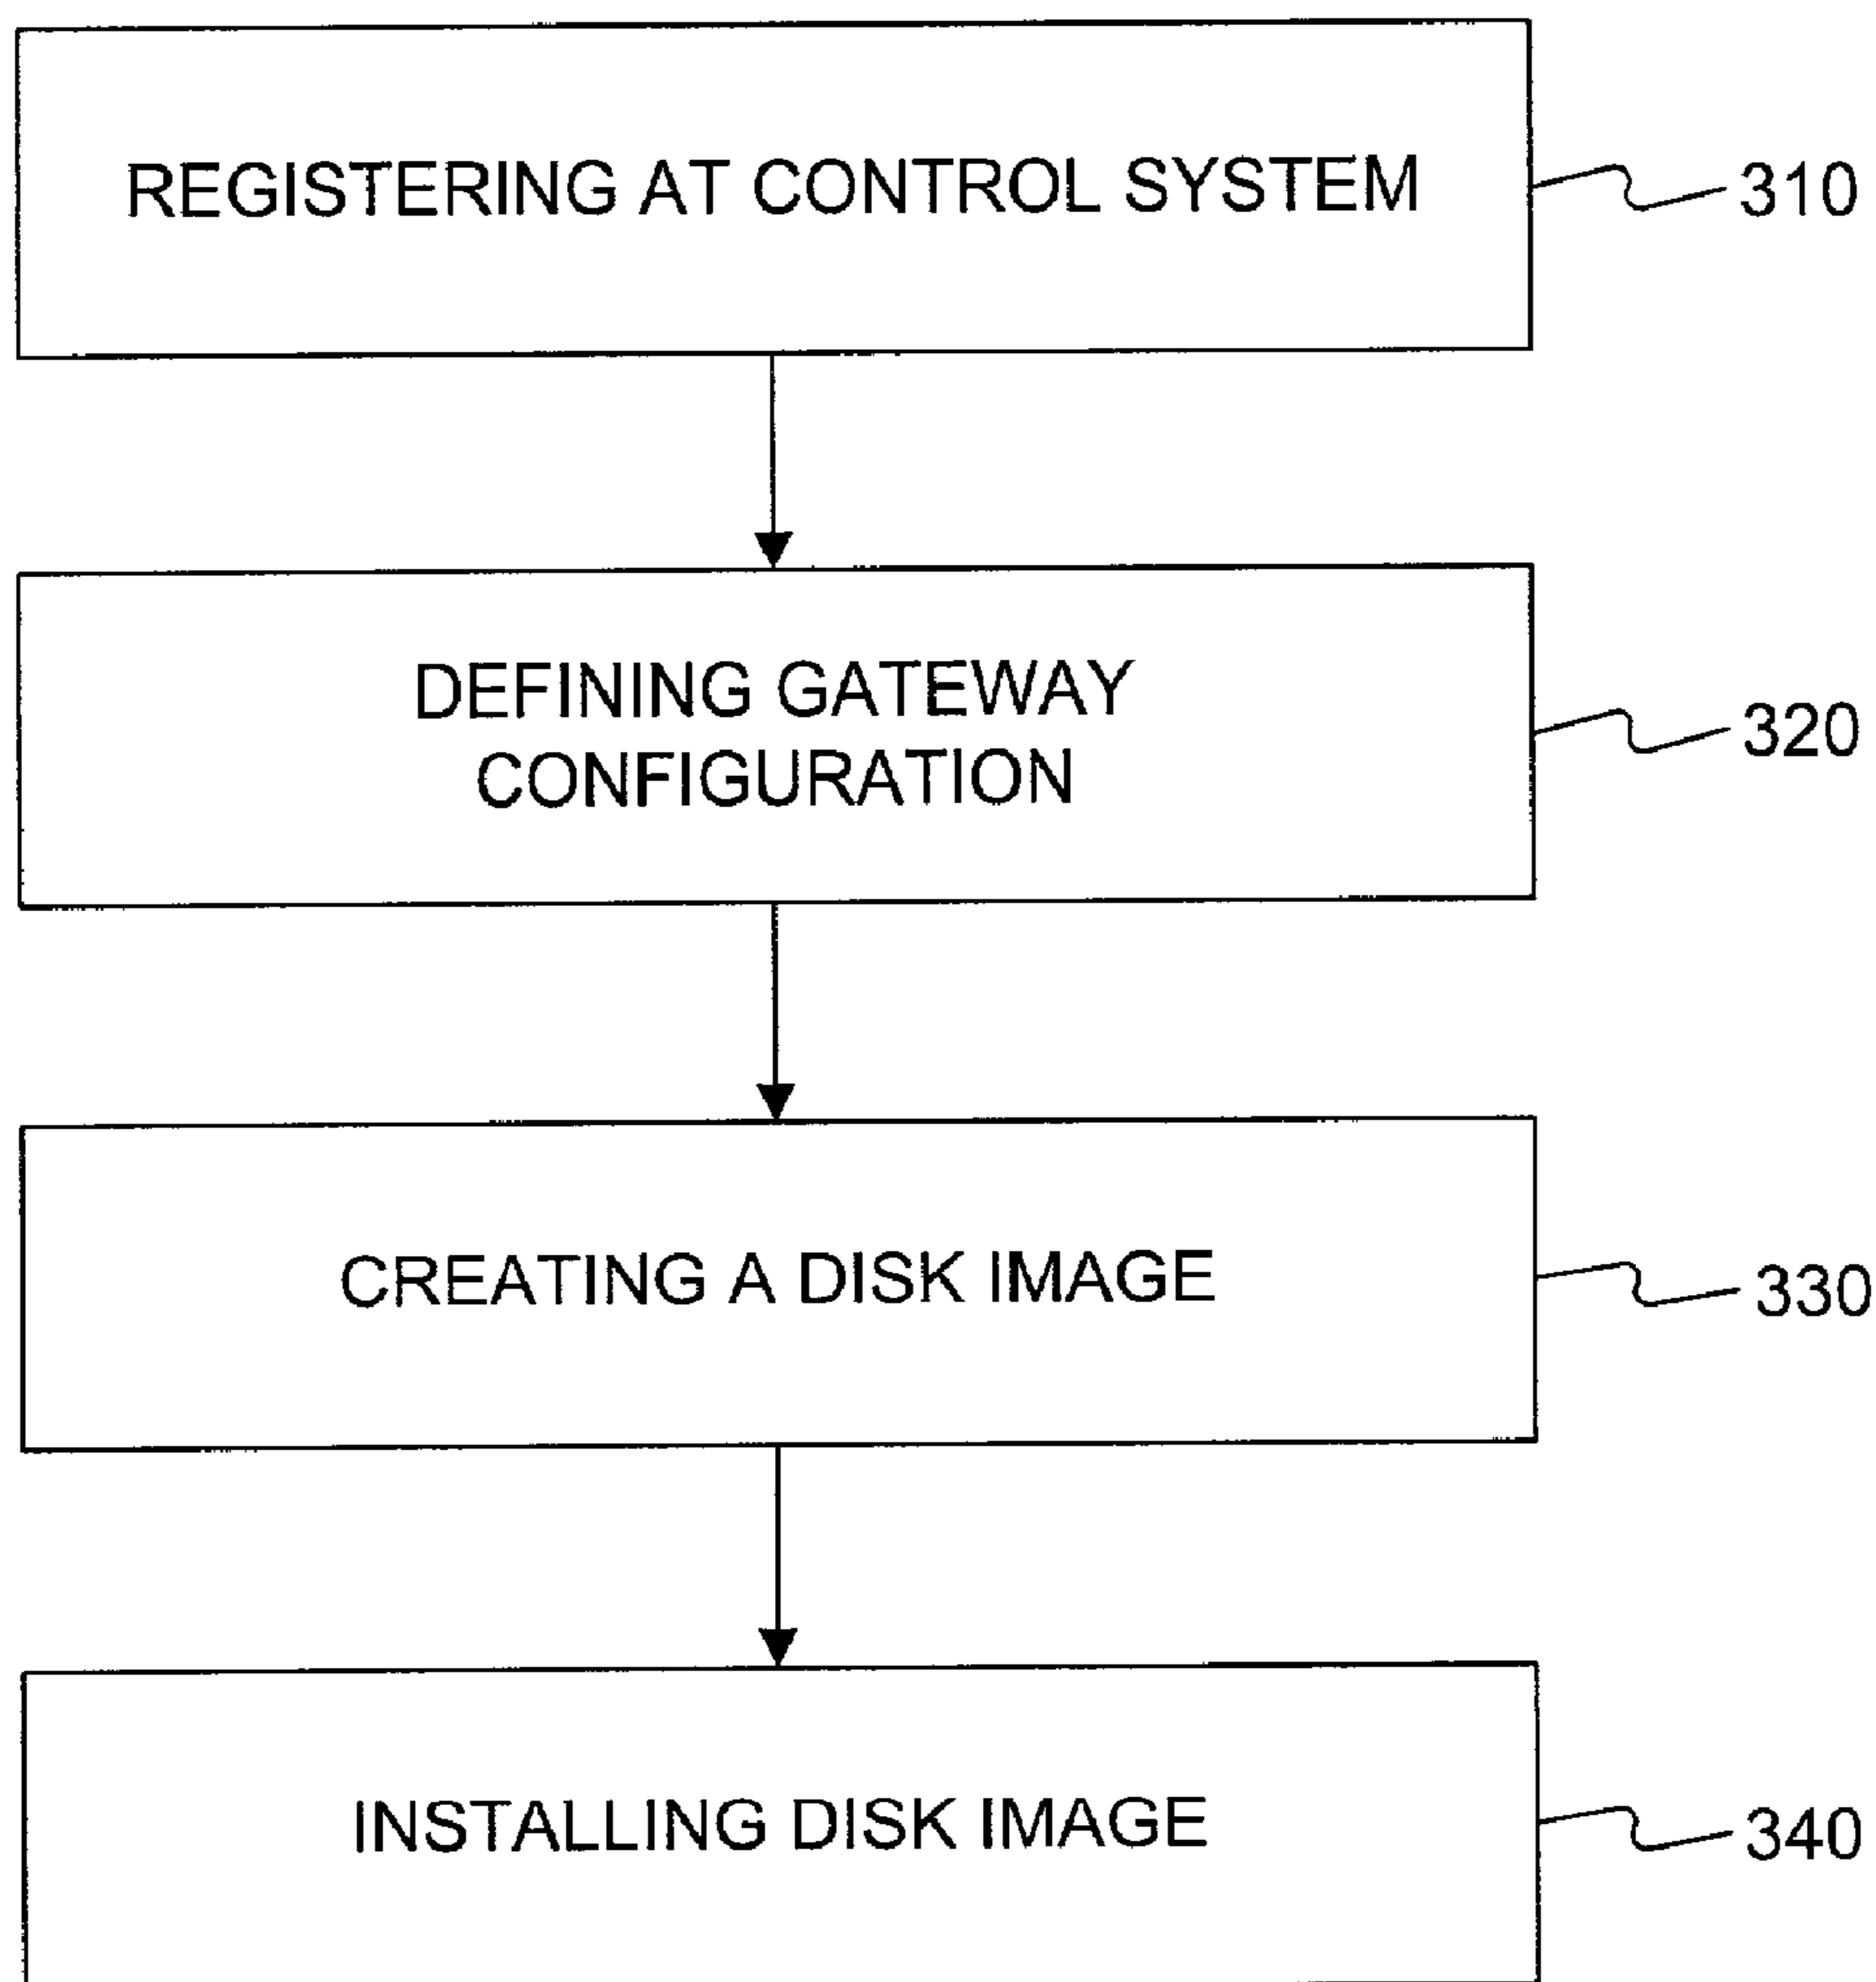 REGISTERING AT CONTROL SYSTEM
310
DEFINING GATEWAY
CONFIGURATION
320
CREATING A DISK IMAGE
330
INSTALLING DISK IMAGE
340